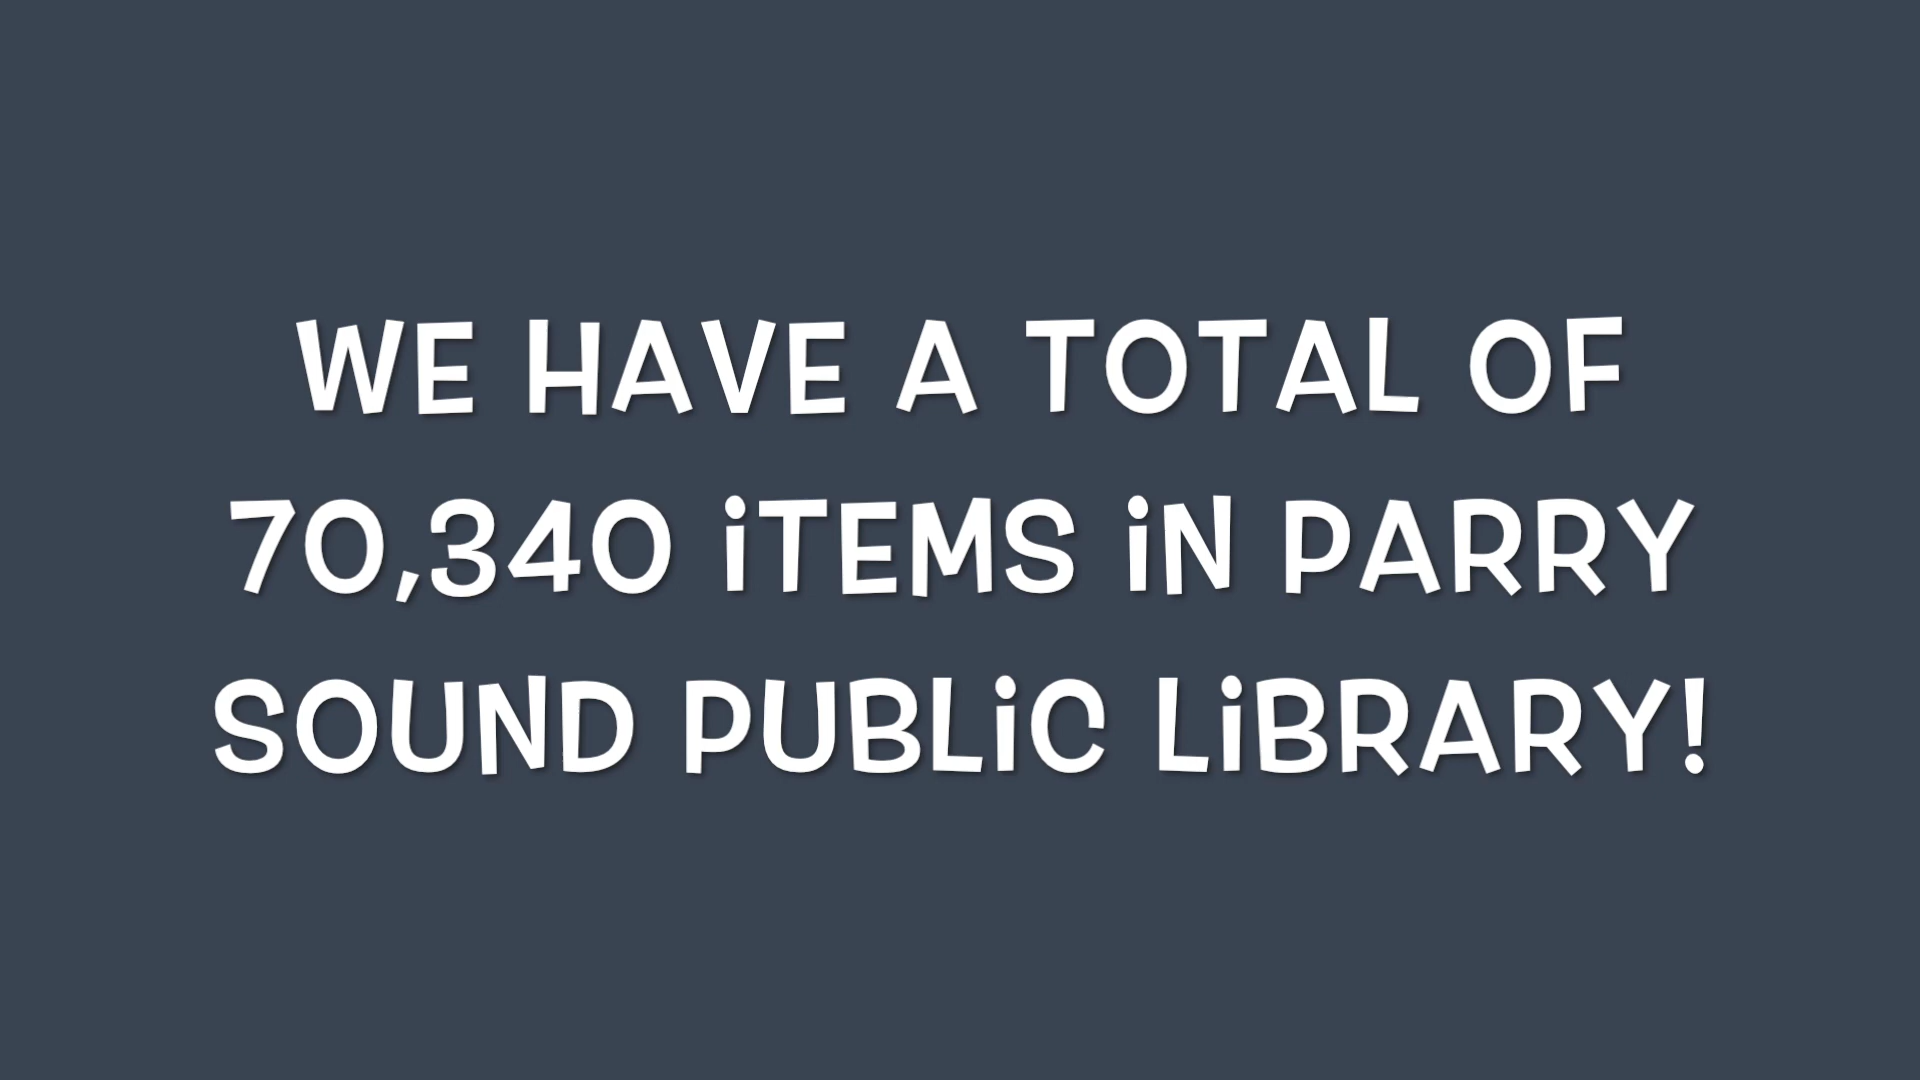 WE HAVE A TOTAL OF
70,340 iTEMS iN PARRY
SOUND PUBLiC LiBRARY!